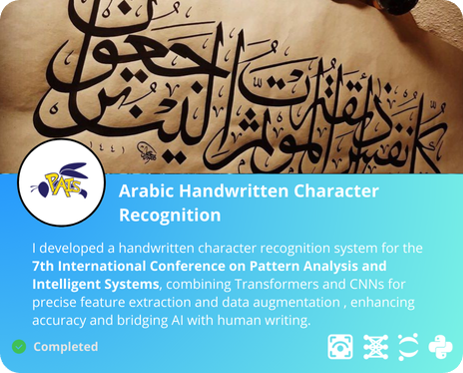 كل نفس ذائقة الموت ثم إلينا ترجعون
١٤٤١
PAIS
Arabic Handwritten Character
Recognition
I developed a handwritten character recognition system for the
7th International Conference on Pattern Analysis and
Intelligent Systems, combining Transformers and CNNs for
precise feature extraction and data augmentation , enhancing
accuracy and bridging AI with human writing.
Completed